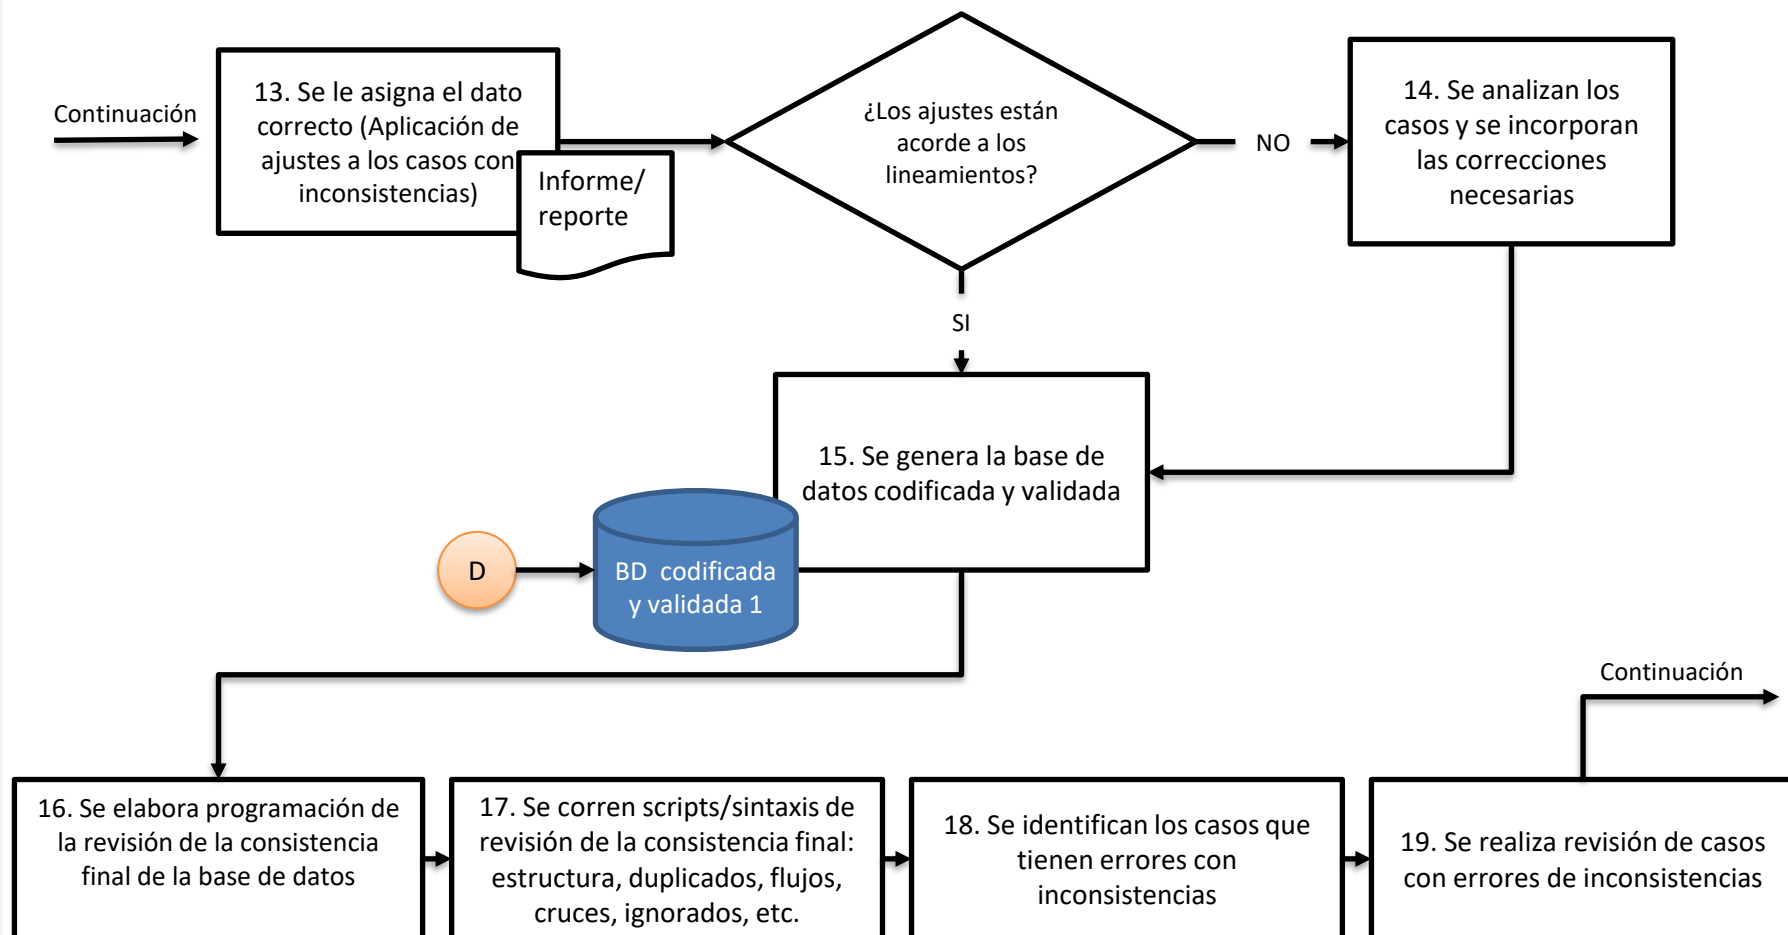 Continuación
13. Se le asigna el dato
correcto (Aplicación de
ajustes a los casos con
inconsistencias)
Informe/
reporte
¿Los ajustes están
acorde a los
lineamientos?
NO
14. Se analizan los
casos y se incorporan
las correcciones
necesarias
SI
15. Se genera la base de
datos codificada y validada
D
BD codificada
y validada 1
Continuación
16. Se elabora programación de
la revisión de la consistencia
final de la base de datos
17. Se corren scripts/sintaxis de
revisión de la consistencia final:
estructura, duplicados, flujos,
cruces, ignorados, etc.
18. Se identifican los casos que
tienen errores con
inconsistencias
19. Se realiza revisión de casos
con errores de inconsistencias